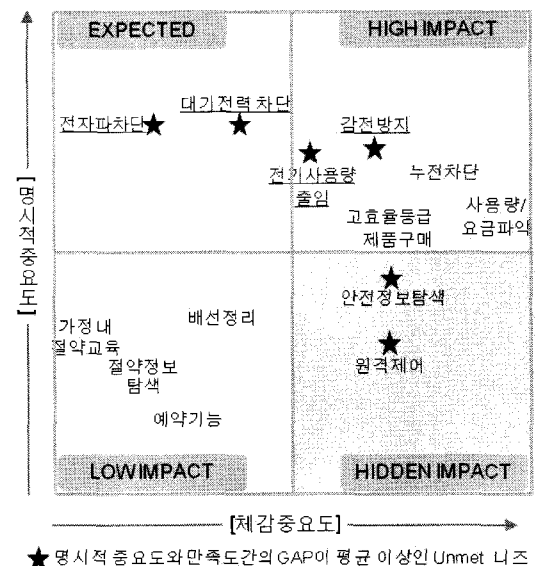 EXPECTED
HIGH IMPACT
전자파차단★
대기전력 차단
★
감전방지
★
★
전기사용량
줄임
누전차단
고효율등급
제품구매
사용량/
요금파악
[명시적중요도]
★
안전정보탐색
★
원격제어
가정내
절약교육
배선정리
절약정보
탐색
예약기능
LOW IMPACT
HIDDEN IMPACT
[체감중요도]
★ 명시적 중요도와만족도간의 GAP이 평균 이상인 Unmet 니즈